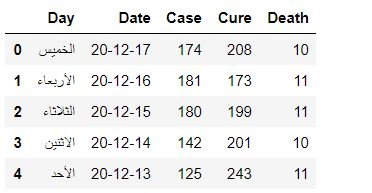 Day Date Case Cure Death
0 الخميس 20-12-17 174 208 10
1 الأربعاء 20-12-16 181 173 11
2 الثلاثاء 20-12-15 180 199 11
3 الاثنين 20-12-14 142 201 10
4 الأحد 20-12-13 125 243 11